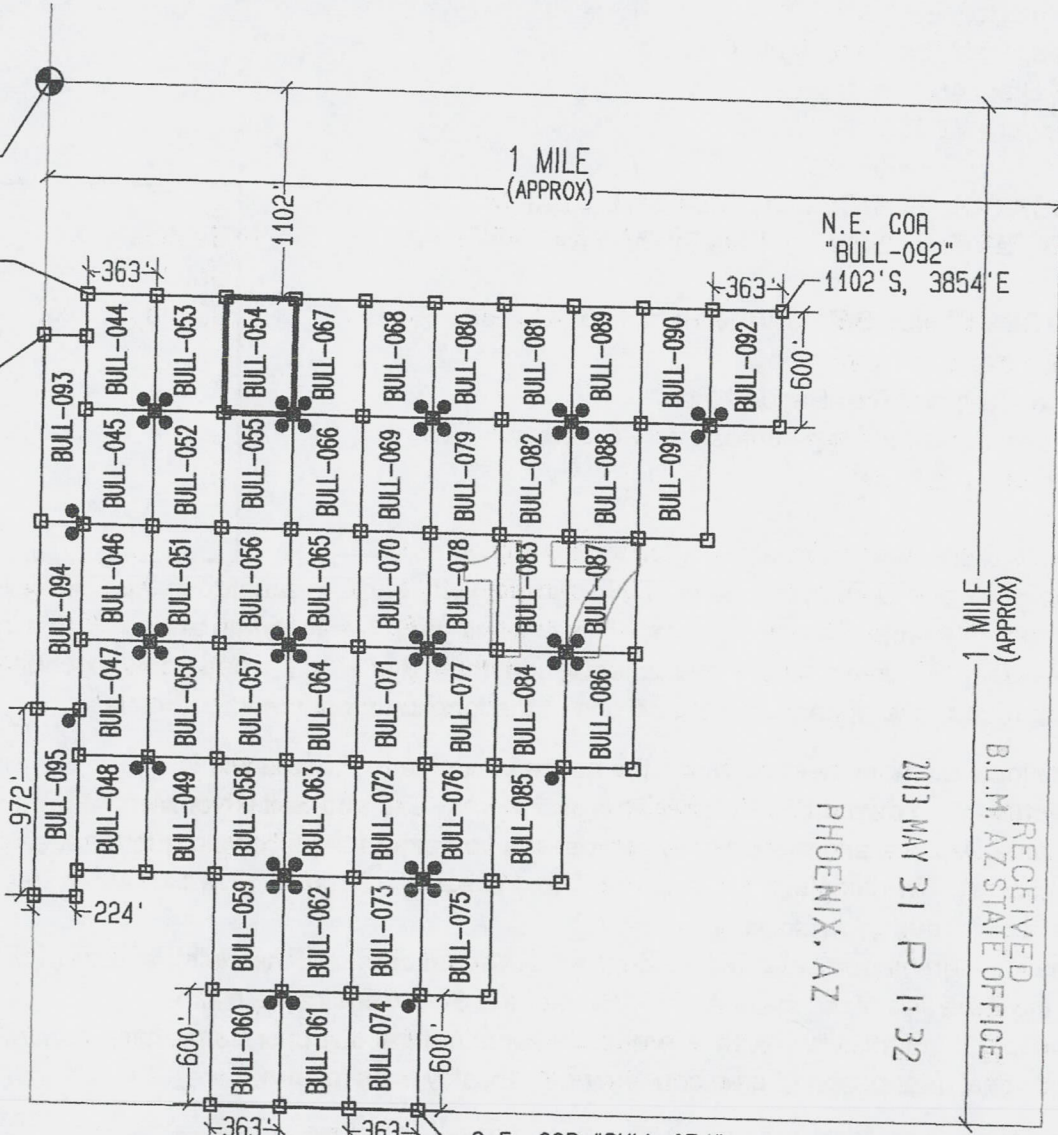 1 MILE
(APPROX)
1102'
N.E. COR
"BULL-092"
1102'S, 3854'E
363'
363'
BULL-044
BULL-053
BULL-054
BULL-067
BULL-068
BULL-080
BULL-081
BULL-089
BULL-090
BULL-092
600'
BULL-093
BULL-045
BULL-052
BULL-055
BULL-066
BULL-069
BULL-079
BULL-082
BULL-088
BULL-091
BULL-094
BULL-046
BULL-051
BULL-056
BULL-065
BULL-070
BULL-078
BULL-083
BULL-087
1 MILE
(APPROX)
BULL-047
BULL-050
BULL-057
BULL-064
BULL-071
BULL-077
BULL-084
BULL-086
972'
BULL-095
BULL-048
BULL-049
BULL-058
BULL-063
BULL-072
BULL-076
BULL-085
224'
BULL-059
BULL-062
BULL-073
BULL-075
600'
BULL-060
BULL-061
BULL-074
600'
363'
363'
RECEIVED
B.L.M. AZ STATE OFFICE
2013 MAY 31 P 1:32
PHOENIX, AZ